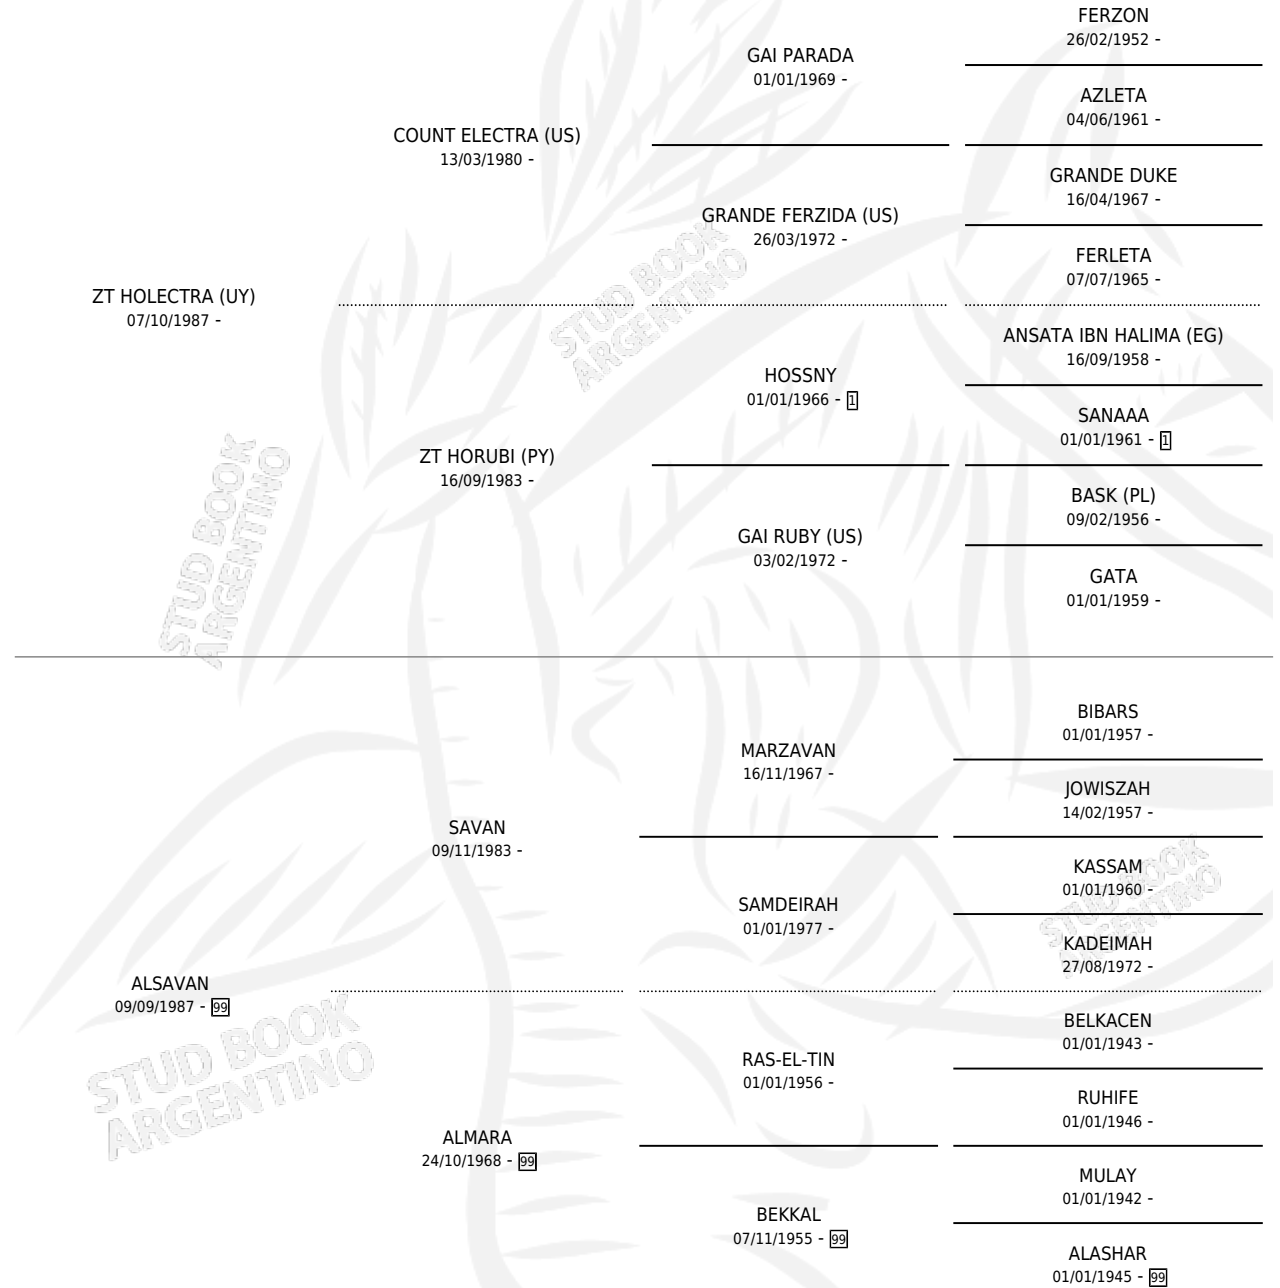 FERZON
26/02/1952 -
GAI PARADA
01/01/1969 -
AZLETA
04/06/1961 -
COUNT ELECTRA (US)
13/03/1980 -
GRANDE DUKE
16/04/1967 -
GRANDE FERZIDA (US)
26/03/1972 -
FERLETA
07/07/1965 -
ZT HOLECTRA (UY)
07/10/1987 -
ANSATA IBN HALIMA (EG)
16/09/1958 -
HOSSNY
01/01/1966 - 1
SANAAA
01/01/1961 - 1
ZT HORUBI (PY)
16/09/1983 -
BASK (PL)
09/02/1956 -
GAI RUBY (US)
03/02/1972 -
GATA
01/01/1959 -
STUD BOOK
ARGENTINO
STUD BOOK
ARGENTINO
BIBARS
01/01/1957 -
MARZAVAN
16/11/1967 -
JOWISZAH
14/02/1957 -
SAVAN
09/11/1983 -
KASSAM
01/01/1960 -
SAMDEIRAH
01/01/1977 -
KADEIMAH
27/08/1972 -
ALSAVAN
09/09/1987 - 99
BELKACEN
01/01/1943 -
RAS-EL-TIN
01/01/1956 -
RUHIFE
01/01/1946 -
ALMARA
24/10/1968 - 99
MULAY
01/01/1942 -
BEKKAL
07/11/1955 - 99
ALASHAR
01/01/1945 - 99
STUD BOOK
ARGENTINO
STUD BOOK
ARGENTINO